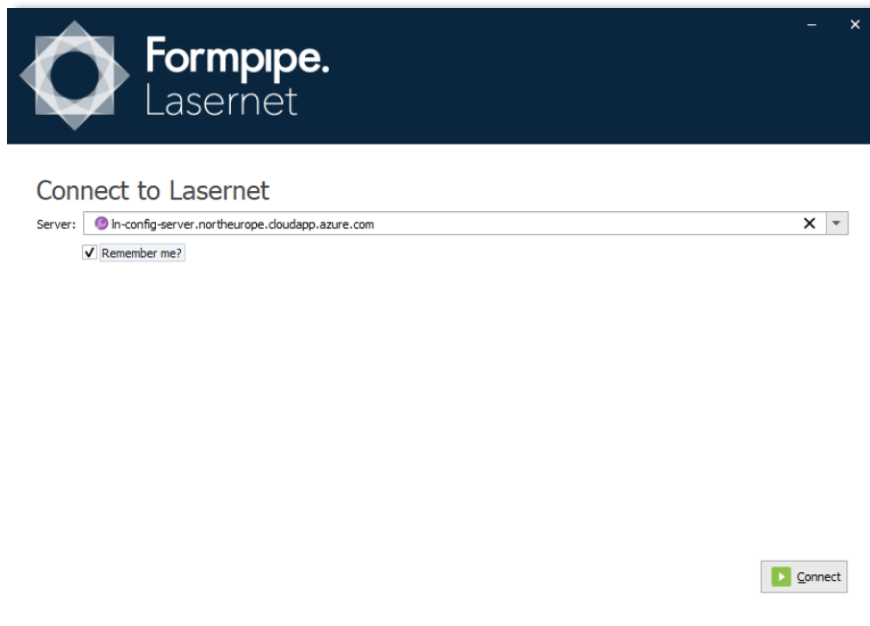 Formpipe.
Lasernet
Connect to Lasernet
Server: ln-config-server.northeurope.cloudapp.azure.com
Remember me?
Connect